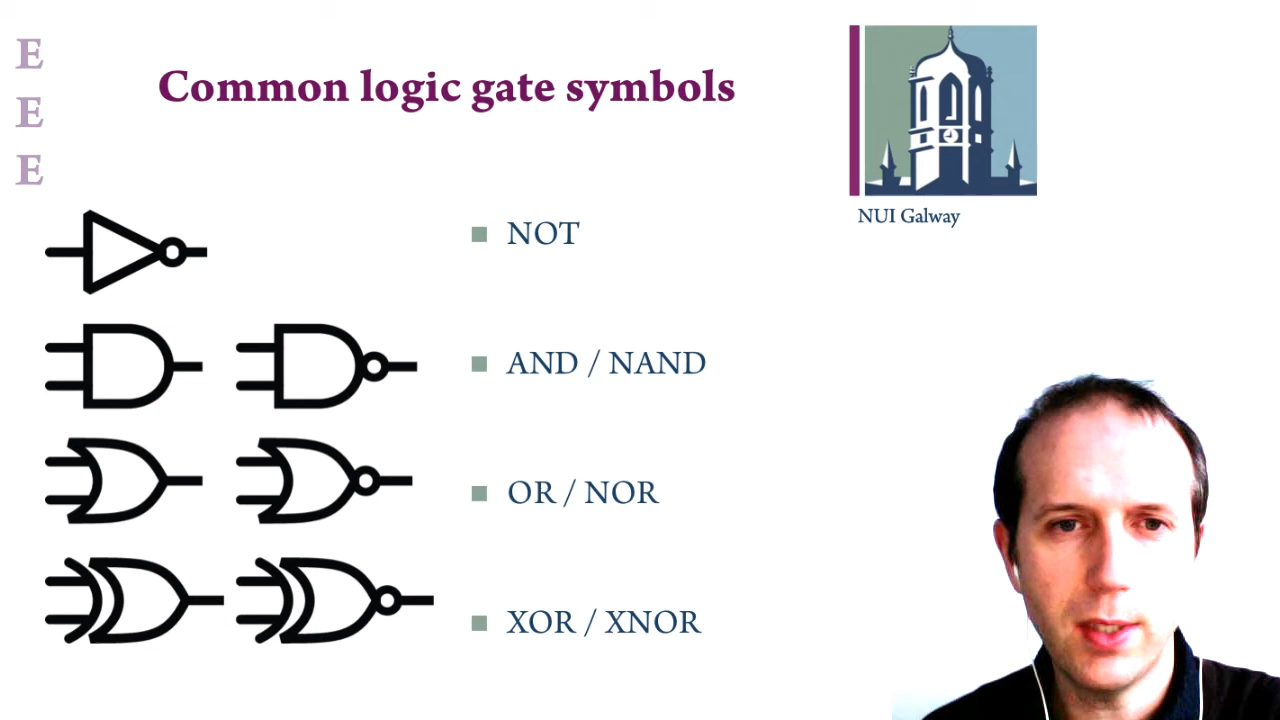 E
E
E
Common logic gate symbols
NUI Galway
NOT
AND / NAND
OR / NOR
XOR / XNOR